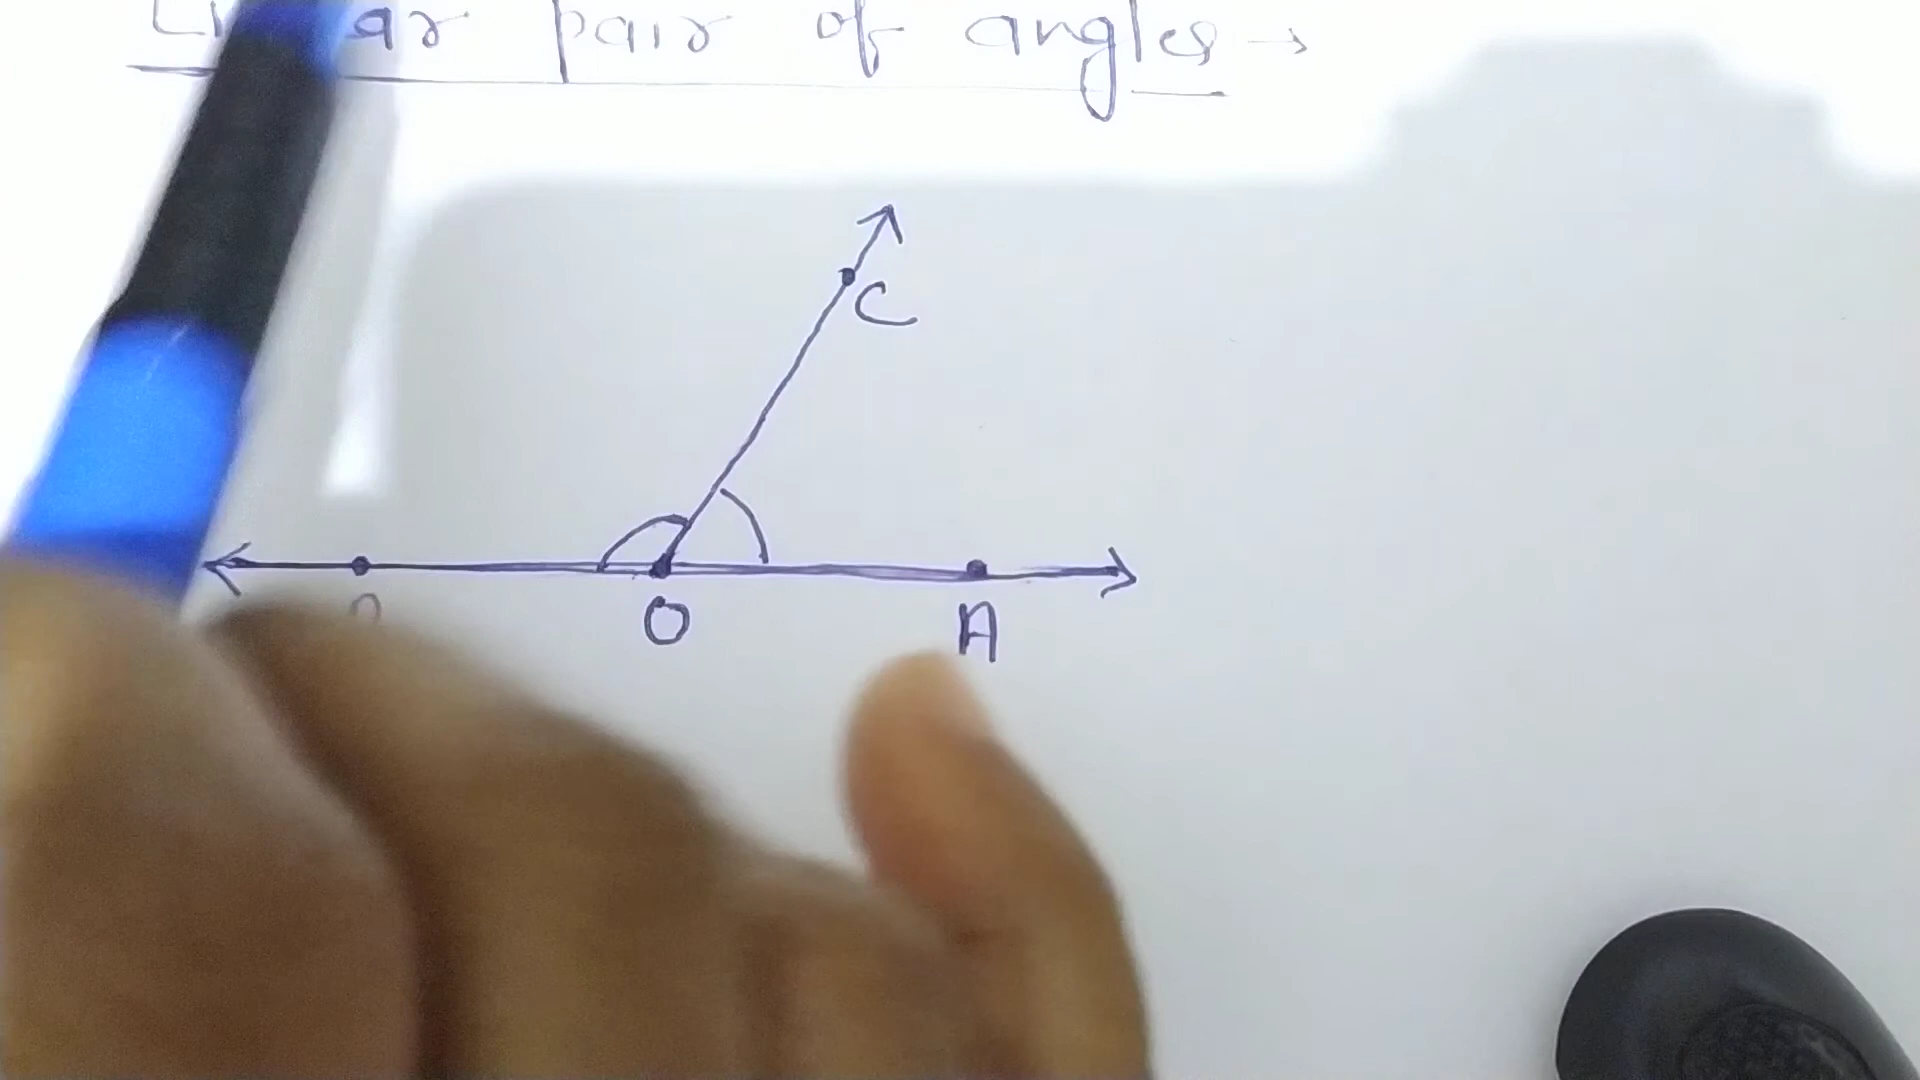 pair of angles →
C
O A